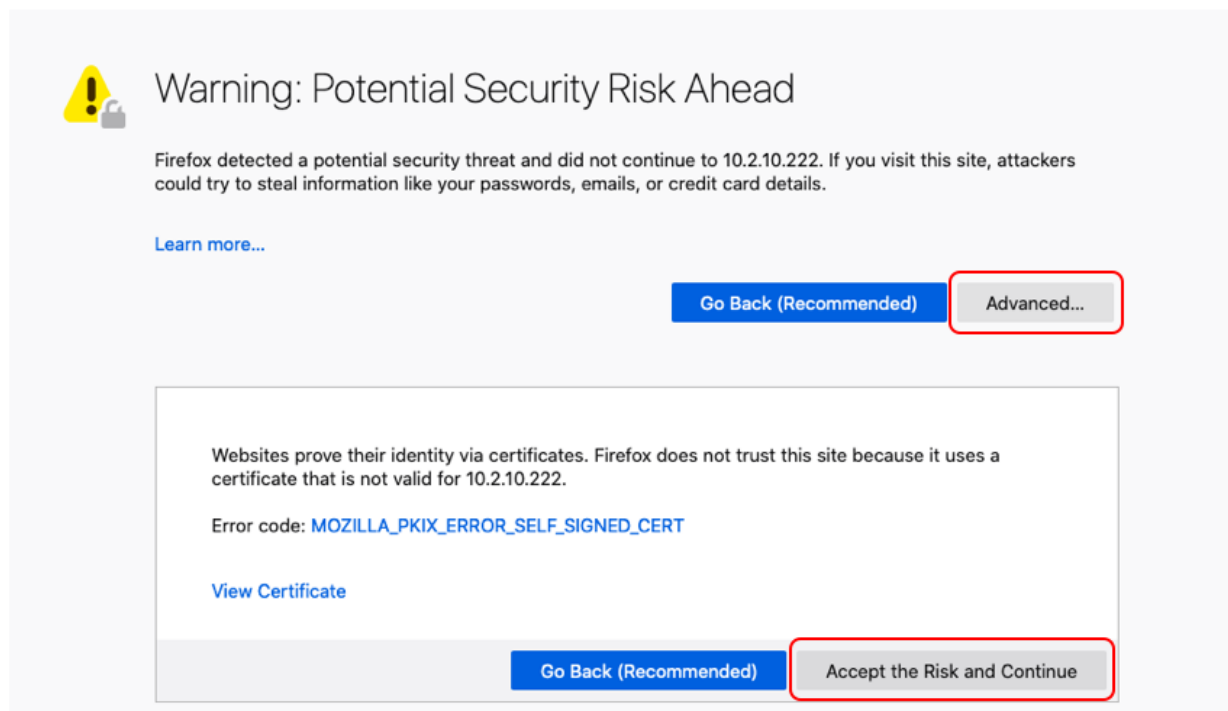 Warning: Potential Security Risk Ahead
Firefox detected a potential security threat and did not continue to 10.2.10.222. If you visit this site, attackers
could try to steal information like your passwords, emails, or credit card details.
Learn more...
Go Back (Recommended) Advanced...
Websites prove their identity via certificates. Firefox does not trust this site because it uses a
certificate that is not valid for 10.2.10.222.
Error code: MOZILLA_PKIX_ERROR_SELF_SIGNED_CERT
View Certificate
Go Back (Recommended) Accept the Risk and Continue